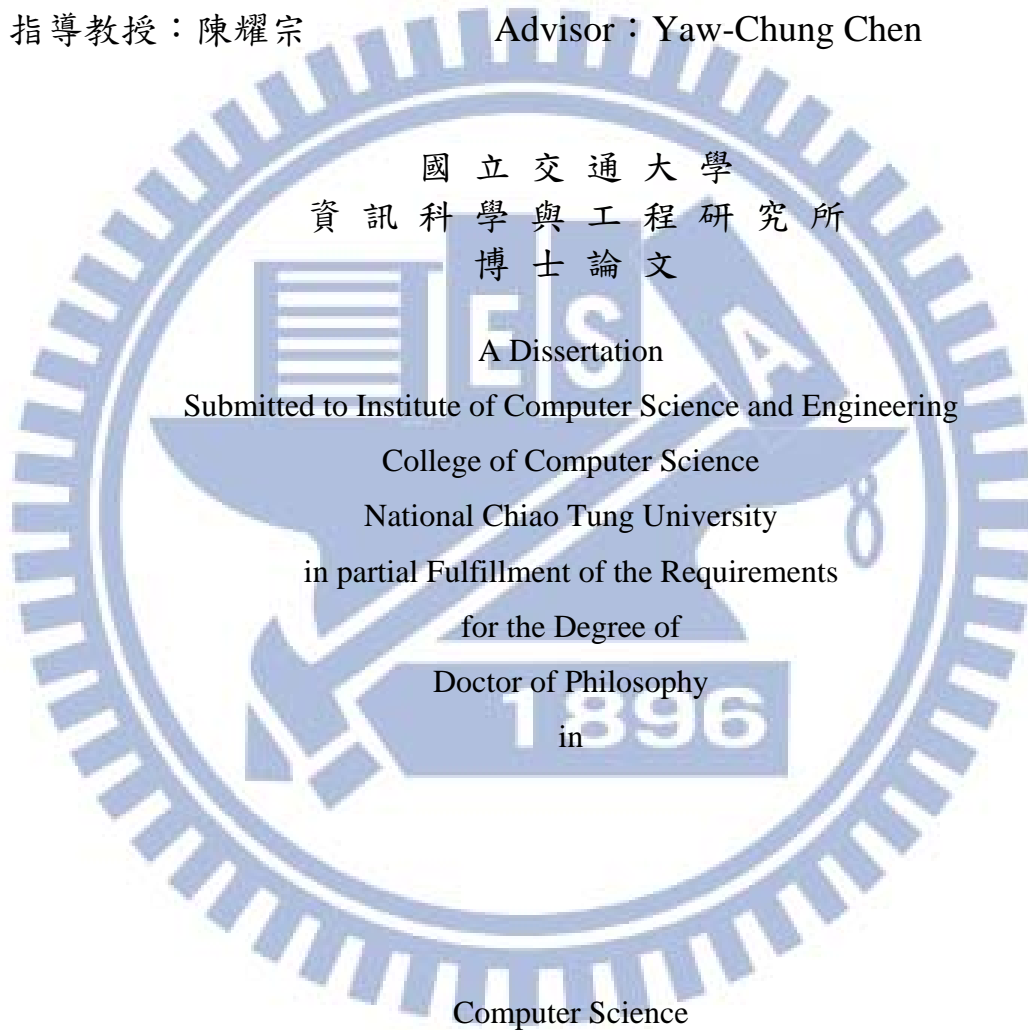 指導教授：陳耀宗 Advisor：Yaw-Chung Chen
國立交通大學
資訊科學與工程研究所
博士論文
E S A
A Dissertation
Submitted to Institute of Computer Science and Engineering
College of Computer Science
National Chiao Tung University
in partial Fulfillment of the Requirements
for the Degree of
Doctor of Philosophy
1896
in
Computer Science